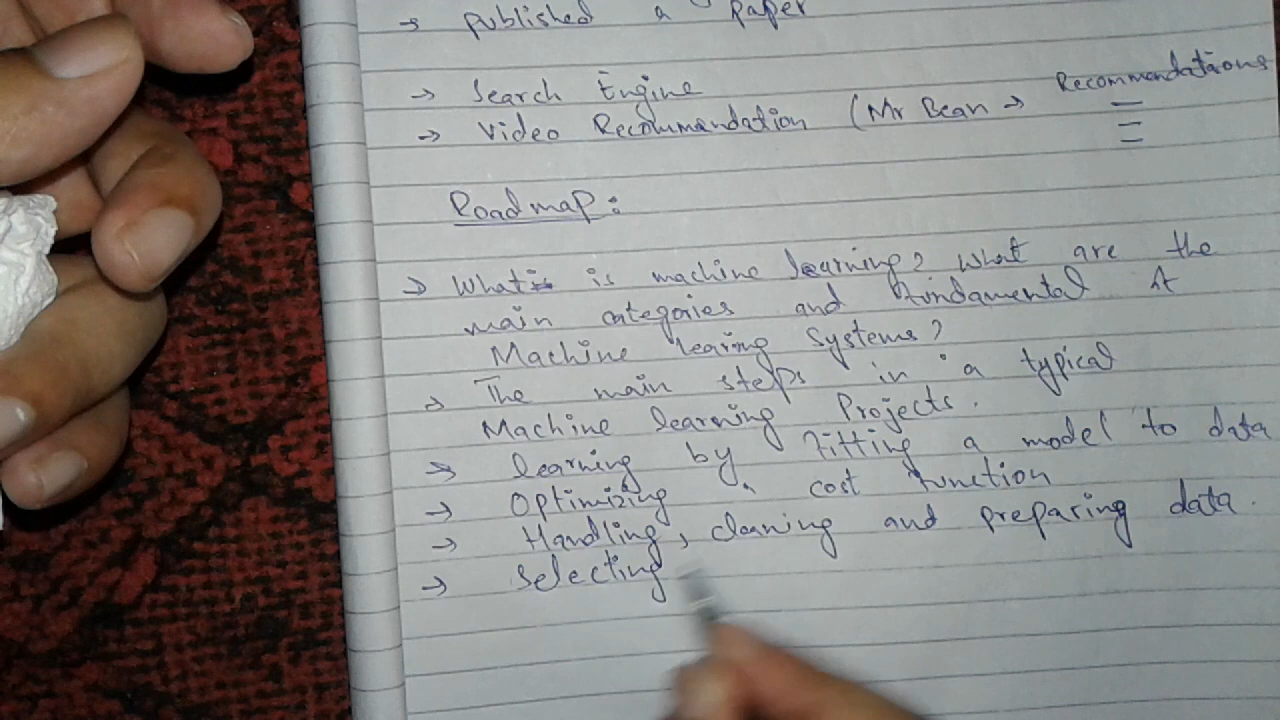 → Published a Paper
→ Search Engine
→ Video Recommendation (Mr Bean → Recommendations
Roadmap:
→ What is machine learning? What are the
main categories and fundamental of
Machine learing Systems?
→ The main steps in a typical
Machine learning Projects.
→ learning by fitting a model to data
→ Optimizing a cost function
→ Handling, cleaning and preparing data.
→ Selecting